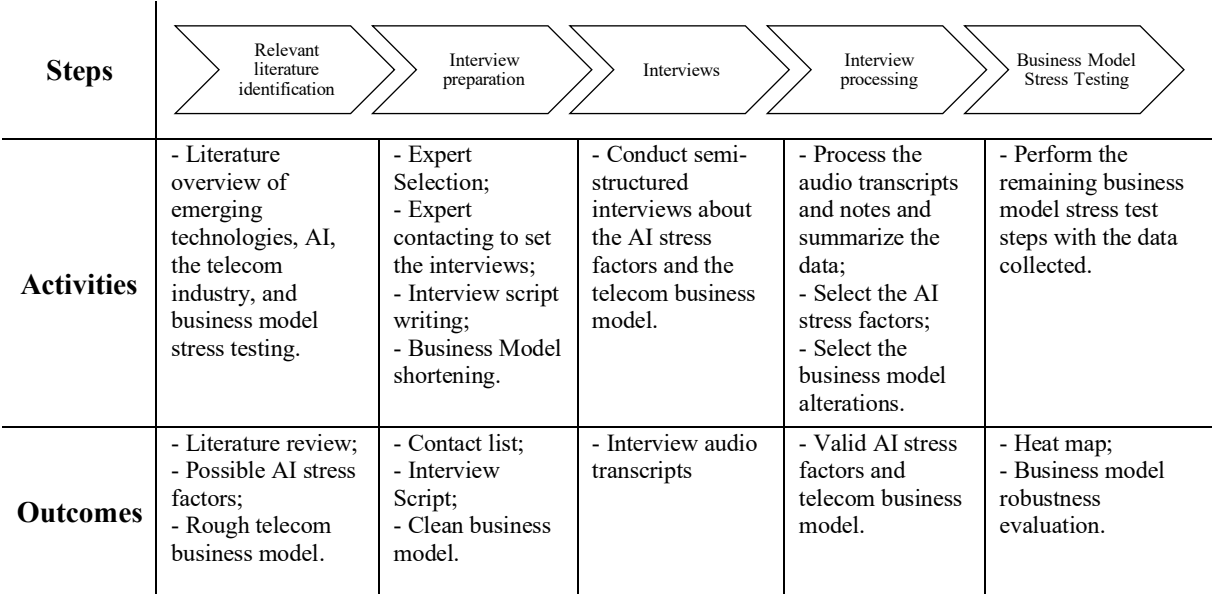 Steps
Relevant
literature
identification
Interview
preparation
Interviews
Interview
processing
Business Model
Stress Testing
Activities
- Literature
overview of
emerging
technologies, AI,
the telecom
industry, and
business model
stress testing.
- Expert
Selection;
- Expert
contacting to set
the interviews;
- Interview script
writing;
- Business Model
shortening.
- Conduct semi-
structured
interviews about
the AI stress
factors and the
telecom business
model.
- Process the
audio transcripts
and notes and
summarize the
data;
- Select the AI
stress factors;
- Select the
business model
alterations.
- Perform the
remaining business
model stress test
steps with the data
collected.
Outcomes
- Literature review;
- Possible AI stress
factors;
- Rough telecom
business model.
- Contact list;
- Interview
Script;
- Clean business
model.
- Interview audio
transcripts
- Valid AI stress
factors and
telecom business
model.
- Heat map;
- Business model
robustness
evaluation.